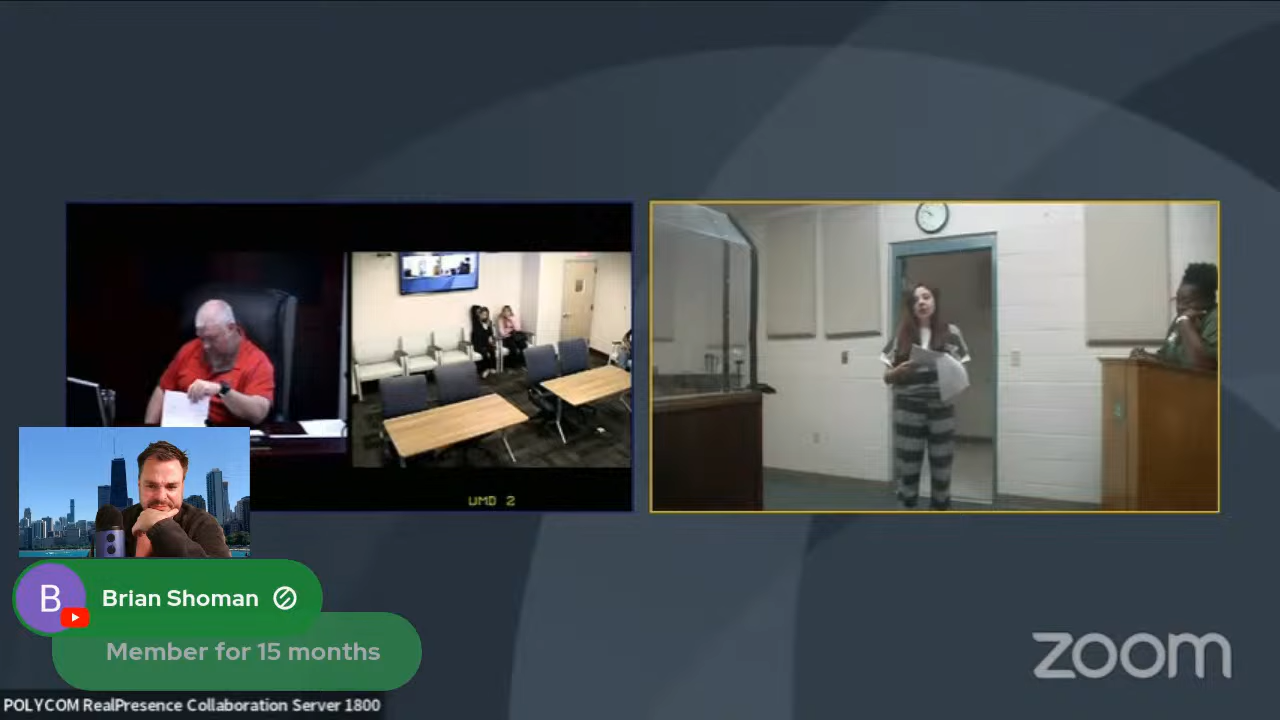 UMD 2
B Brian Shoman
Member for 15 months
zoom
POLYCOM RealPresence Collaboration Server 1800